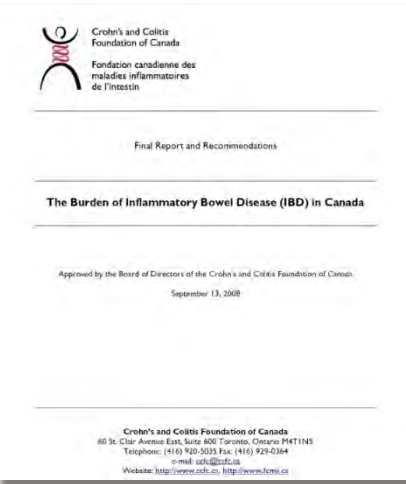 Crohn's and Colitis
Foundation of Canada
Fondation canadienne des
maladies inflammatoires
de l'intestin
Final Report and Recommendations
The Burden of Inflammatory Bowel Disease (IBD) in Canada
Approved by the Board of Directors of the Crohn's and Colitis Foundation of Canada
September 13, 2008
Crohn's and Colitis Foundation of Canada
60 St. Clair Avenue East, Suite 600 Toronto, Ontario M4T1N5
Telephone: (416) 920-5035 Fax: (416) 929-0364
e-mail: ccfc@ccfc.ca
Website: http://www.ccfc.ca, http://www.fcmii.ca